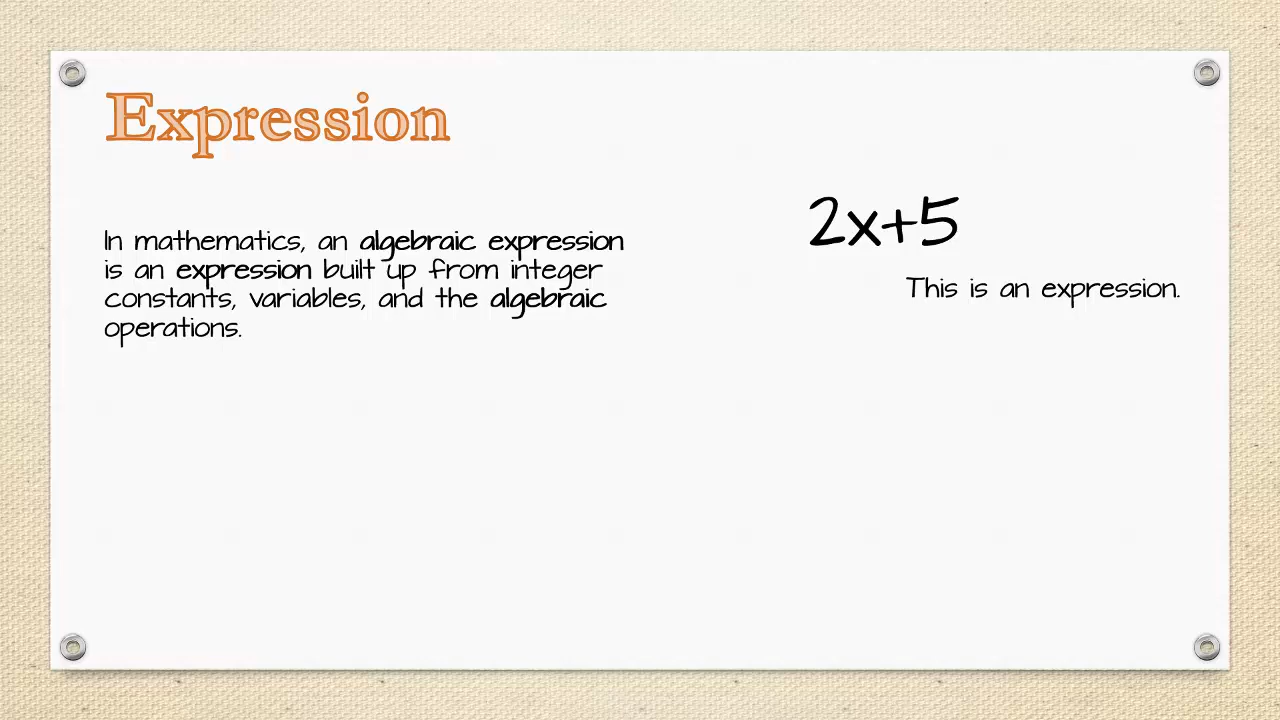 Expression
In mathematics, an algebraic expression
is an expression built up from integer
constants, variables, and the algebraic
operations.
2x+5
This is an expression.